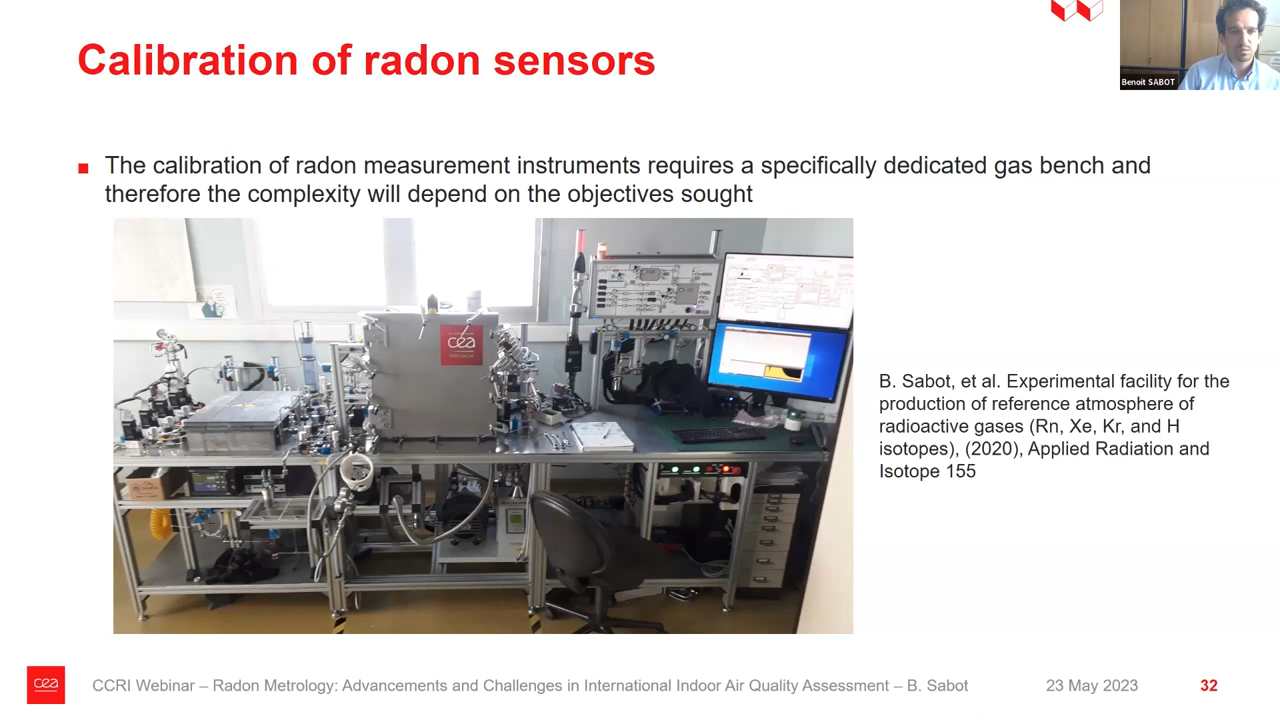 Calibration of radon sensors
Benoit SABOT
The calibration of radon measurement instruments requires a specifically dedicated gas bench and
therefore the complexity will depend on the objectives sought
cea
B. Sabot, et al. Experimental facility for the
production of reference atmosphere of
radioactive gases (Rn, Xe, Kr, and H
isotopes), (2020), Applied Radiation and
Isotope 155
cea
CCRI Webinar – Radon Metrology: Advancements and Challenges in International Indoor Air Quality Assessment – B. Sabot
23 May 2023
32